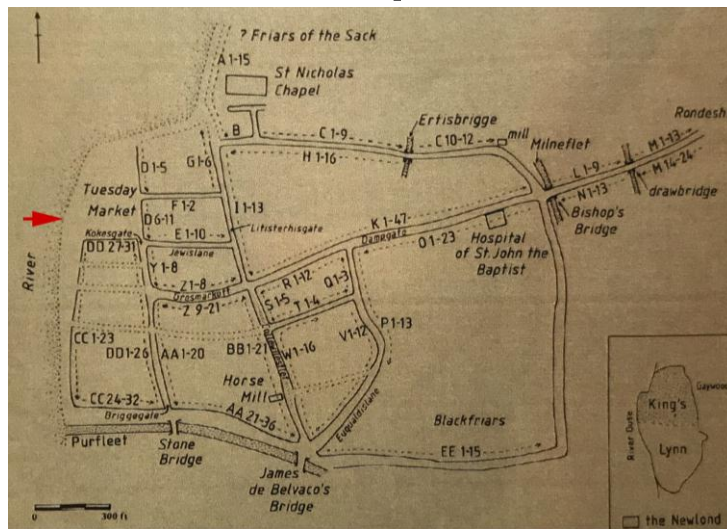 ? Friars of the Sack
A 1-15
St Nicholas
Chapel
B
C 1-9
Ertisbrigge
C 10-12
mill
Milneflet
Rondesh
M 1-13
L 1-9
M 14-24
H 1-16
G 1-6
D 1-5
Tuesday
Market
F 1-2
D 6-11
E 1-10
I 1-13
Litisterhisgate
K 1-47
Dampgate
N 1-13
drawbridge
Bishop's
Bridge
Hospital
of St John the
Baptist
O 1-23
Kokesgate
DD 27-31
Jewislane
Y 1-8
Z 1-8
Grosmarkett
Z 9-21
R 1-12
Q 1-3
S 1-5
T 1-4
River
CC 1-23
DD 1-26
AA 1-20
BB 1-21
W 1-16
V 1-12
P 1-13
Horse
Mill
CC 24-32
Briggegate
AA 21-36
Blackfriars
EE 1-15
Purfleet
Stone
Bridge
James
de Belvaco's
Bridge
300 ft
Gaywood
King's
Lynn
River Ouse
the Newland